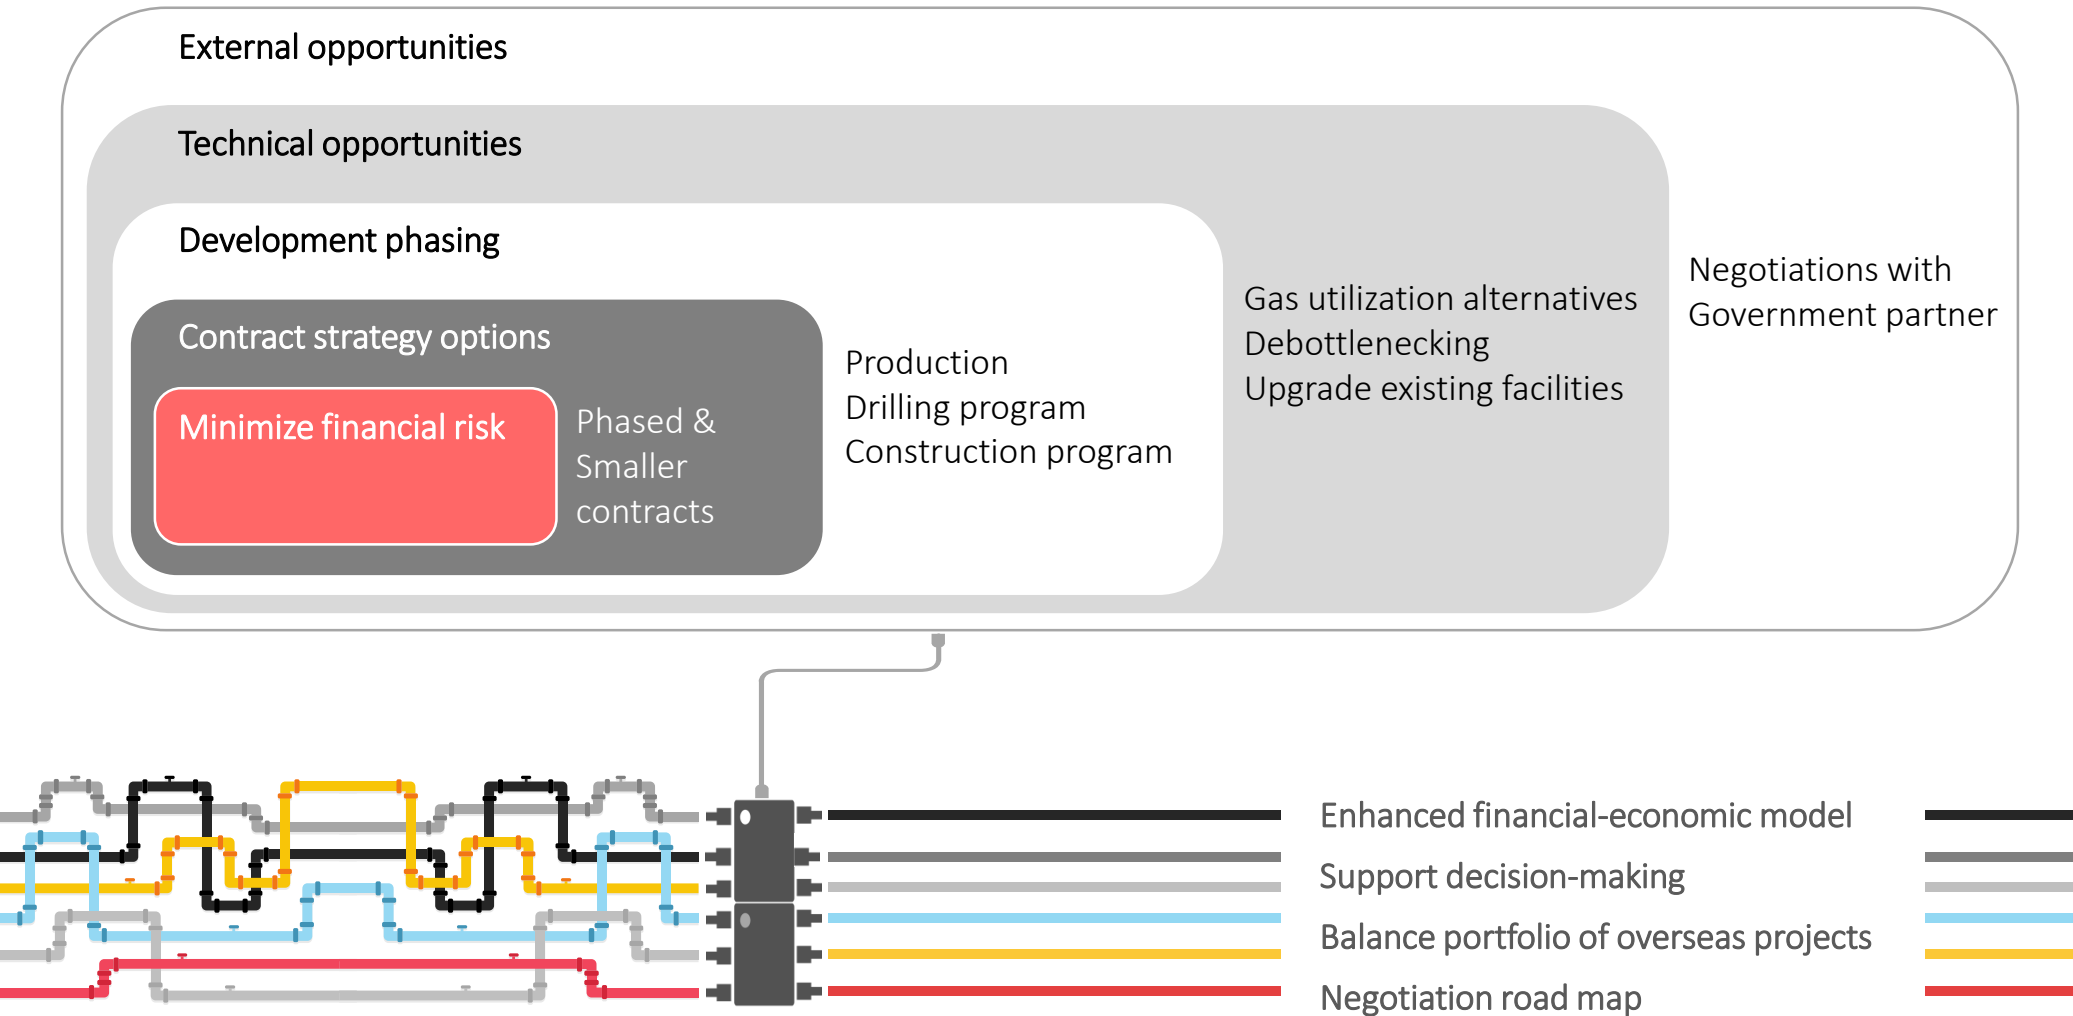 External opportunities
Technical opportunities
Development phasing
Contract strategy options
Minimize financial risk
Phased &
Smaller
contracts
Production
Drilling program
Construction program
Gas utilization alternatives
Debottlenecking
Upgrade existing facilities
Negotiations with
Government partner
Enhanced financial-economic model
Support decision-making
Balance portfolio of overseas projects
Negotiation road map